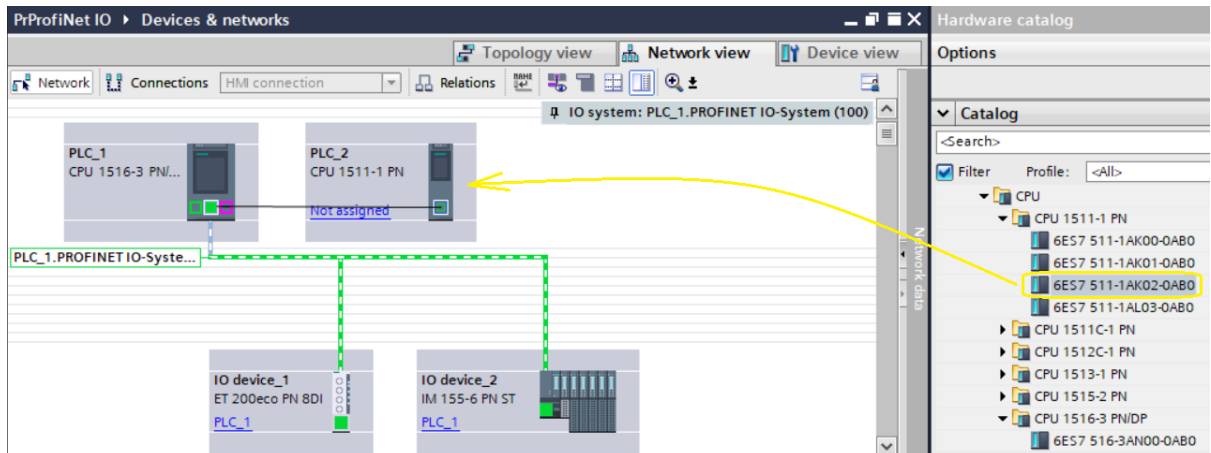 PrProfiNet IO ▸ Devices & networks
Topology view
Network view
Device view
Network
Connections
HMI connection
Relations
IO system: PLC_1.PROFINET IO-System (100)
PLC_1
CPU 1516-3 PN/...
PLC_2
CPU 1511-1 PN
Not assigned
PLC_1.PROFINET IO-Syste...
IO device_1
ET 200eco PN 8DI
PLC_1
IO device_2
IM 155-6 PN ST
PLC_1
Network data
Hardware catalog
Options
Catalog
<Search>
Filter
Profile:
<All>
CPU
CPU 1511-1 PN
6ES7 511-1AK00-0AB0
6ES7 511-1AK01-0AB0
6ES7 511-1AK02-0AB0
6ES7 511-1AL03-0AB0
CPU 1511C-1 PN
CPU 1512C-1 PN
CPU 1513-1 PN
CPU 1515-2 PN
CPU 1516-3 PN/DP
6ES7 516-3AN00-0AB0